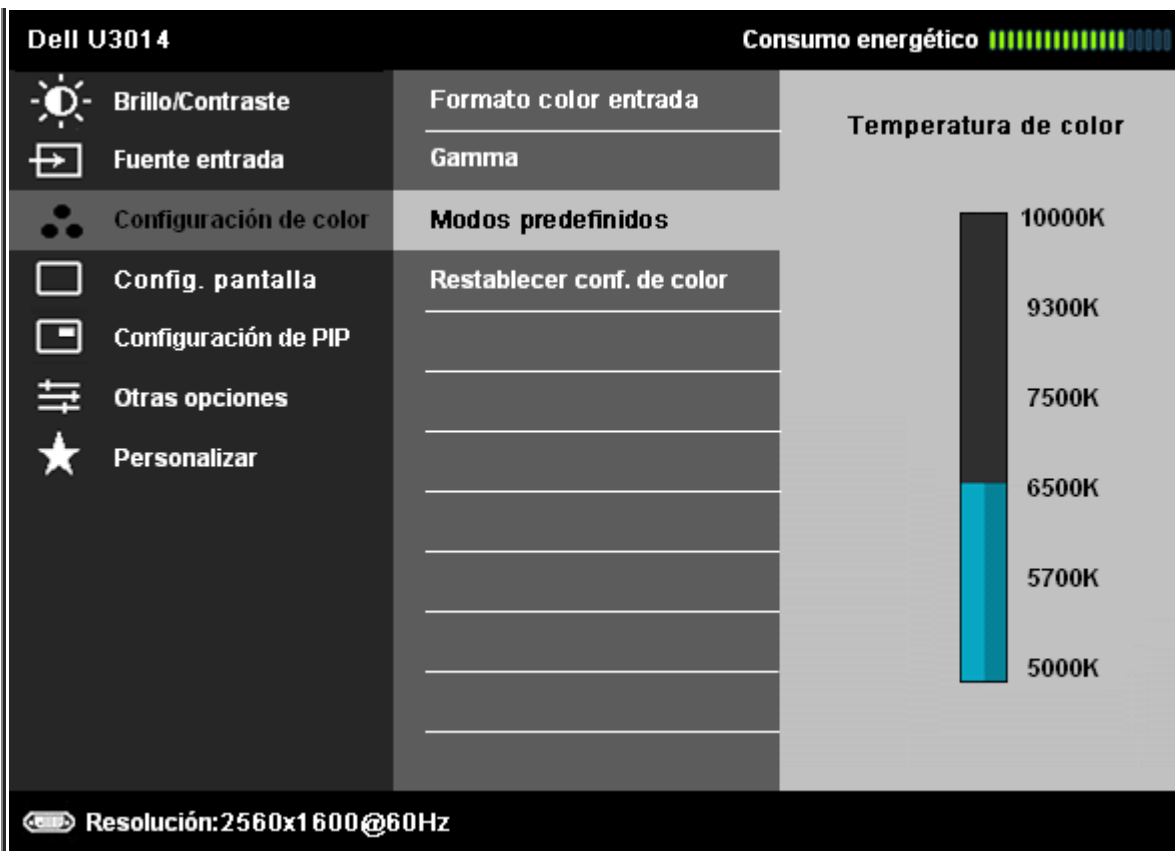 Dell U3014
Consumo energético
Brillo/Contraste
Fuente entrada
Configuración de color
Config. pantalla
Configuración de PIP
Otras opciones
Personalizar
Formato color entrada
Gamma
Modos predefinidos
Restablecer conf. de color
Temperatura de color
10000K
9300K
7500K
6500K
5700K
5000K
Resolución:2560x1600@60Hz